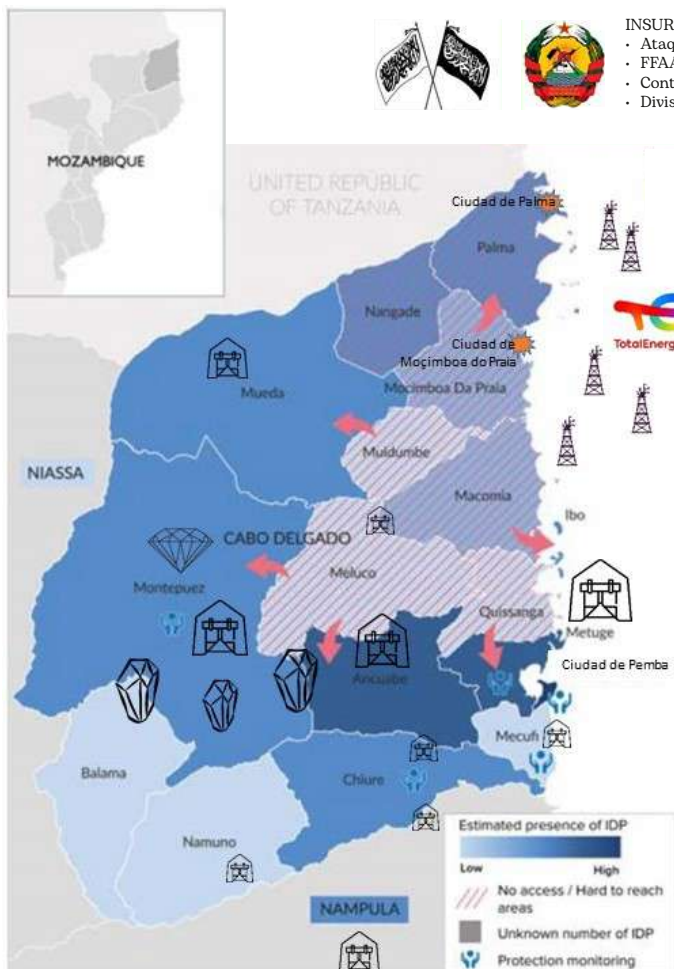 INSUR
• Ataq
• FFAA
• Cont
• Divis
MOZAMBIQUE
UNITED REPUBLIC
OF TANZANIA
Ciudad de Palma
Palma
Nangade
TotalEnerg
Ciudad de
Moçimboa do Praia
Mocimboa Da Praia
Mueda
Muidumbe
NIASSA
Macomia
Ibo
CABO DELGADO
Meluco
Montepuez
Quissanga
Metuge
Ciudad de Pemba
Ancuabe
Mecufi
Balama
Chiure
Namuno
NAMPULA
Estimated presence of IDP
Low High
No access / Hard to reach
areas
Unknown number of IDP
Protection monitoring